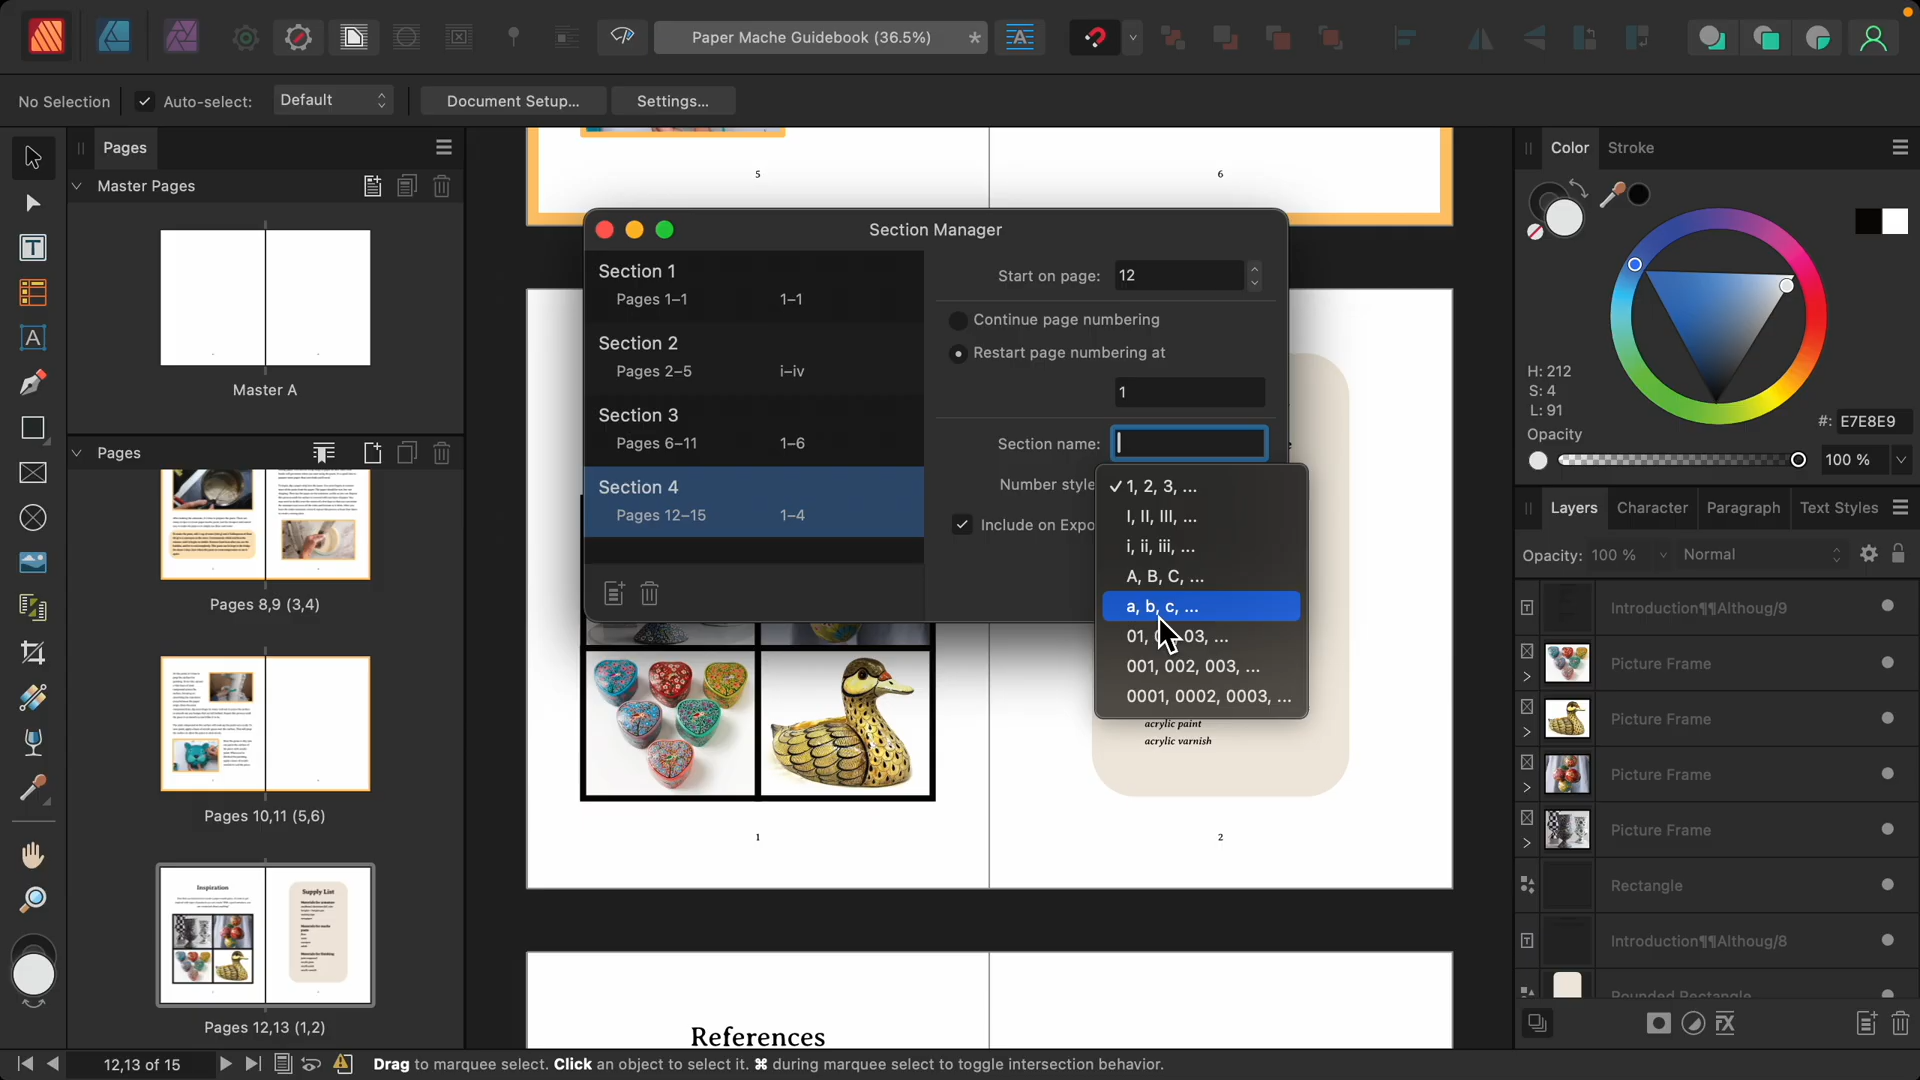 Paper Mache Guidebook (36.5%) *
No Selection
Auto-select:
Default
Document Setup...
Settings...
Pages
Master Pages
Master A
Pages
Pages 8,9 (3,4)
Pages 10,11 (5,6)
Inspiration
Supply List
Pages 12,13 (1,2)
5
6
Section Manager
Section 1
Pages 1–1 1–1
Section 2
Pages 2–5 i–iv
Section 3
Pages 6–11 1–6
Section 4
Pages 12–15 1–4
Start on page: 12
Continue page numbering
Restart page numbering at
1
Section name:
Number style
Include on Expo
✓ 1, 2, 3, ...
I, II, III, ...
i, ii, iii, ...
A, B, C, ...
a, b, c, ...
01, 03, ...
001, 002, 003, ...
0001, 0002, 0003, ...
acrylic paint
acrylic varnish
1
2
References
Color
Stroke
H: 212
S: 4
L: 91
#: E7E8E9
Opacity
100 %
Layers
Character
Paragraph
Text Styles
Opacity: 100 %
Normal
Introduction¶¶Althoug/9
Picture Frame
Picture Frame
Picture Frame
Picture Frame
Rectangle
Introduction¶¶Althoug/8
Rounded Rectangle
12,13 of 15
Drag to marquee select. Click an object to select it. ⌘ during marquee select to toggle intersection behavior.